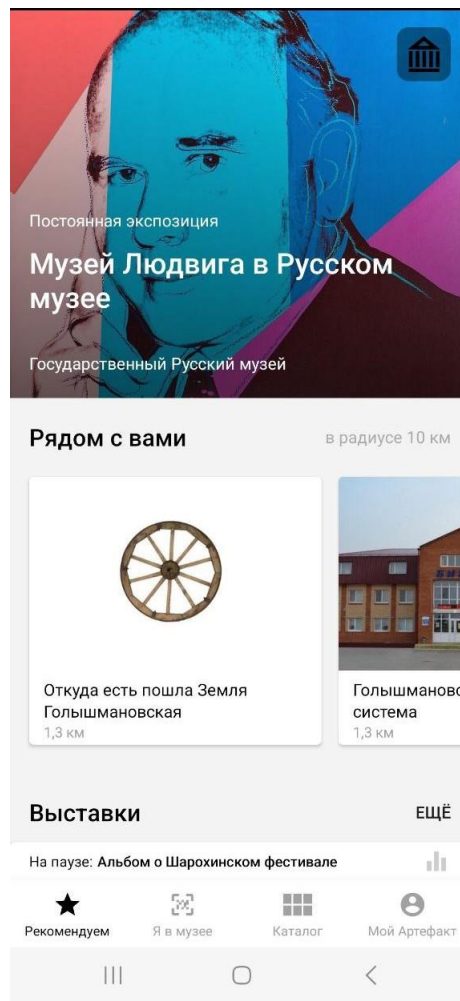 Постоянная экспозиция
Музей Людвига в Русском
музее
Государственный Русский музей
Рядом с вами
в радиусе 10 км
Откуда есть пошла Земля
Голышмановская
1,3 км
система
1,3 км
Выставки
ЕЩЁ
На паузе: Альбом о Шарохинском фестивале
Рекомендуем
Я в музее
Каталог
Мой Артефакт